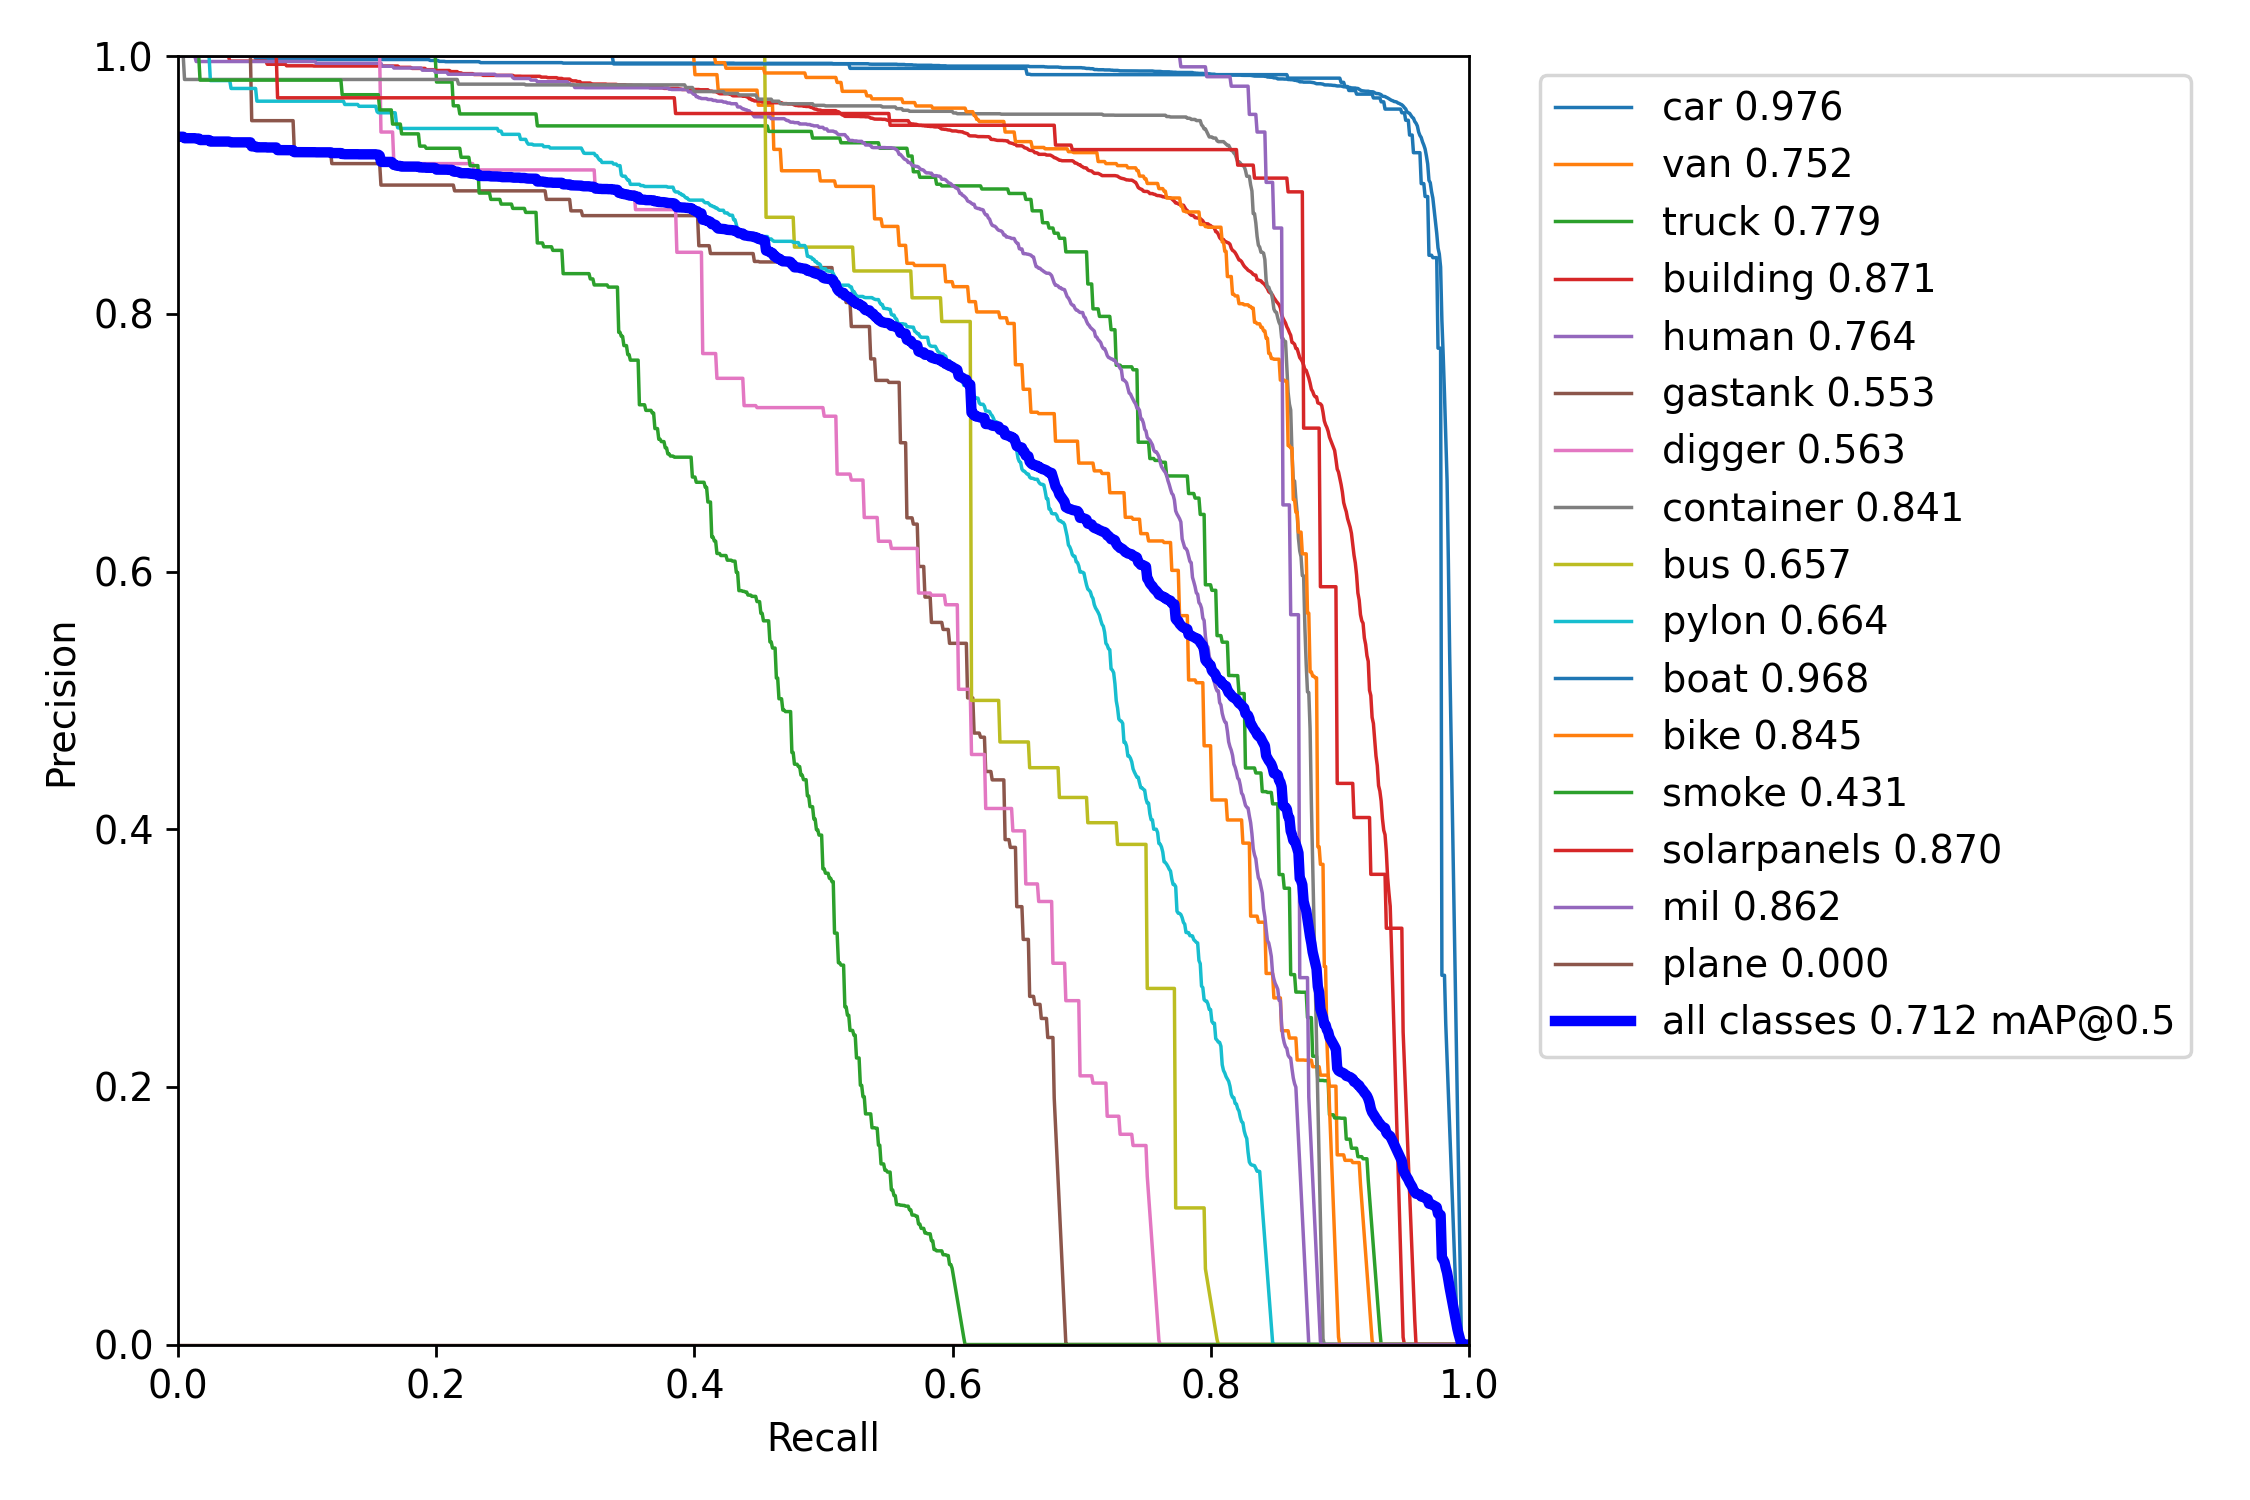 1.0
0.8
0.6
0.4
0.2
0.0
Precision
0.0 0.2 0.4 0.6 0.8 1.0
Recall
car 0.976
van 0.752
truck 0.779
building 0.871
human 0.764
gastank 0.553
digger 0.563
container 0.841
bus 0.657
pylon 0.664
boat 0.968
bike 0.845
smoke 0.431
solarpanels 0.870
mil 0.862
plane 0.000
all classes 0.712 mAP@0.5